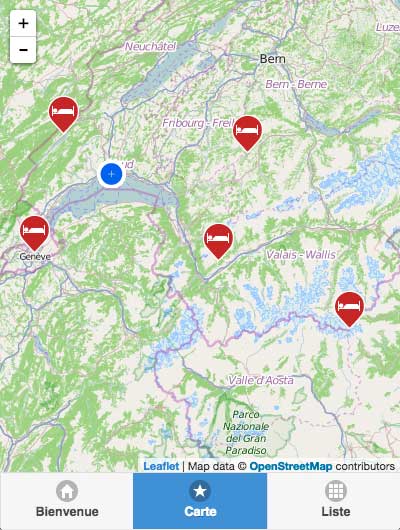 +
−
Neuchâtel
Bern
Bern - Berne
Fribourg - Frei
ud
Genève
Valais - Wallis
Valle d'Aosta
Parco
Nazionale
del Gran
Paradiso
Leaflet | Map data © OpenStreetMap contributors
Bienvenue
Carte
Liste